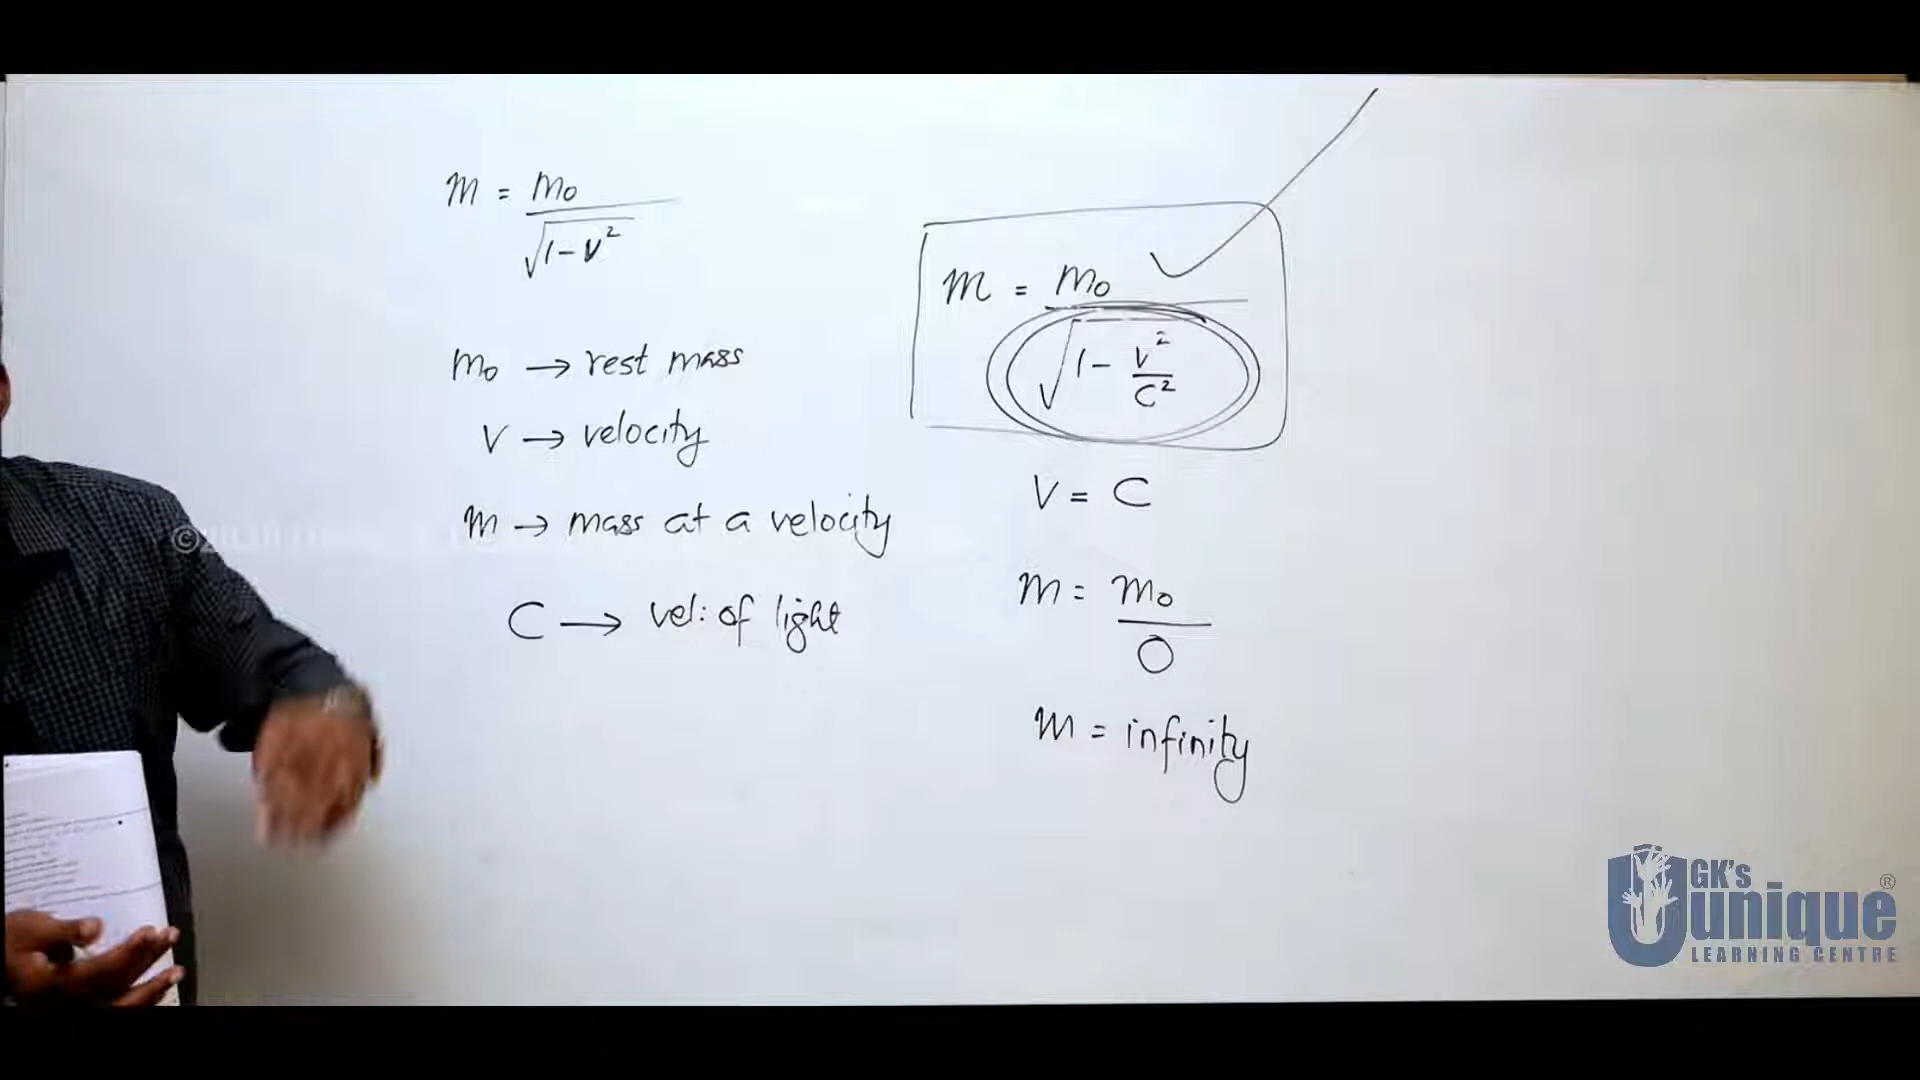 m = m₀
√1 - v²
m₀ → rest mass
v → velocity
m → mass at a velocity
C → vel: of light
m = m₀
√1 - v²
C²
V = C
m = m₀
0
m = infinity
GK's
unique ®
LEARNING CENTRE